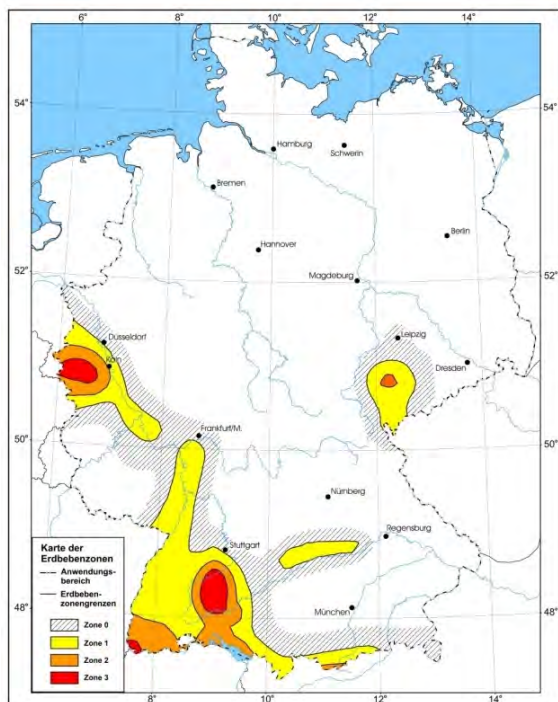 6°
8°
10°
12°
14°
54°
54°
Hamburg
Schwerin
Bremen
Berlin
Hannover
Magdeburg
52°
52°
Düsseldorf
Leipzig
Köln
Dresden
Frankfurt/M.
50°
50°
Nürnberg
Regensburg
Stuttgart
München
48°
Karte der
Erdbebenzonen
Anwendungs-
bereich
Erdbeben-
zonengrenzen
Zone 0
Zone 1
Zone 2
Zone 3
8°
10°
12°
14°